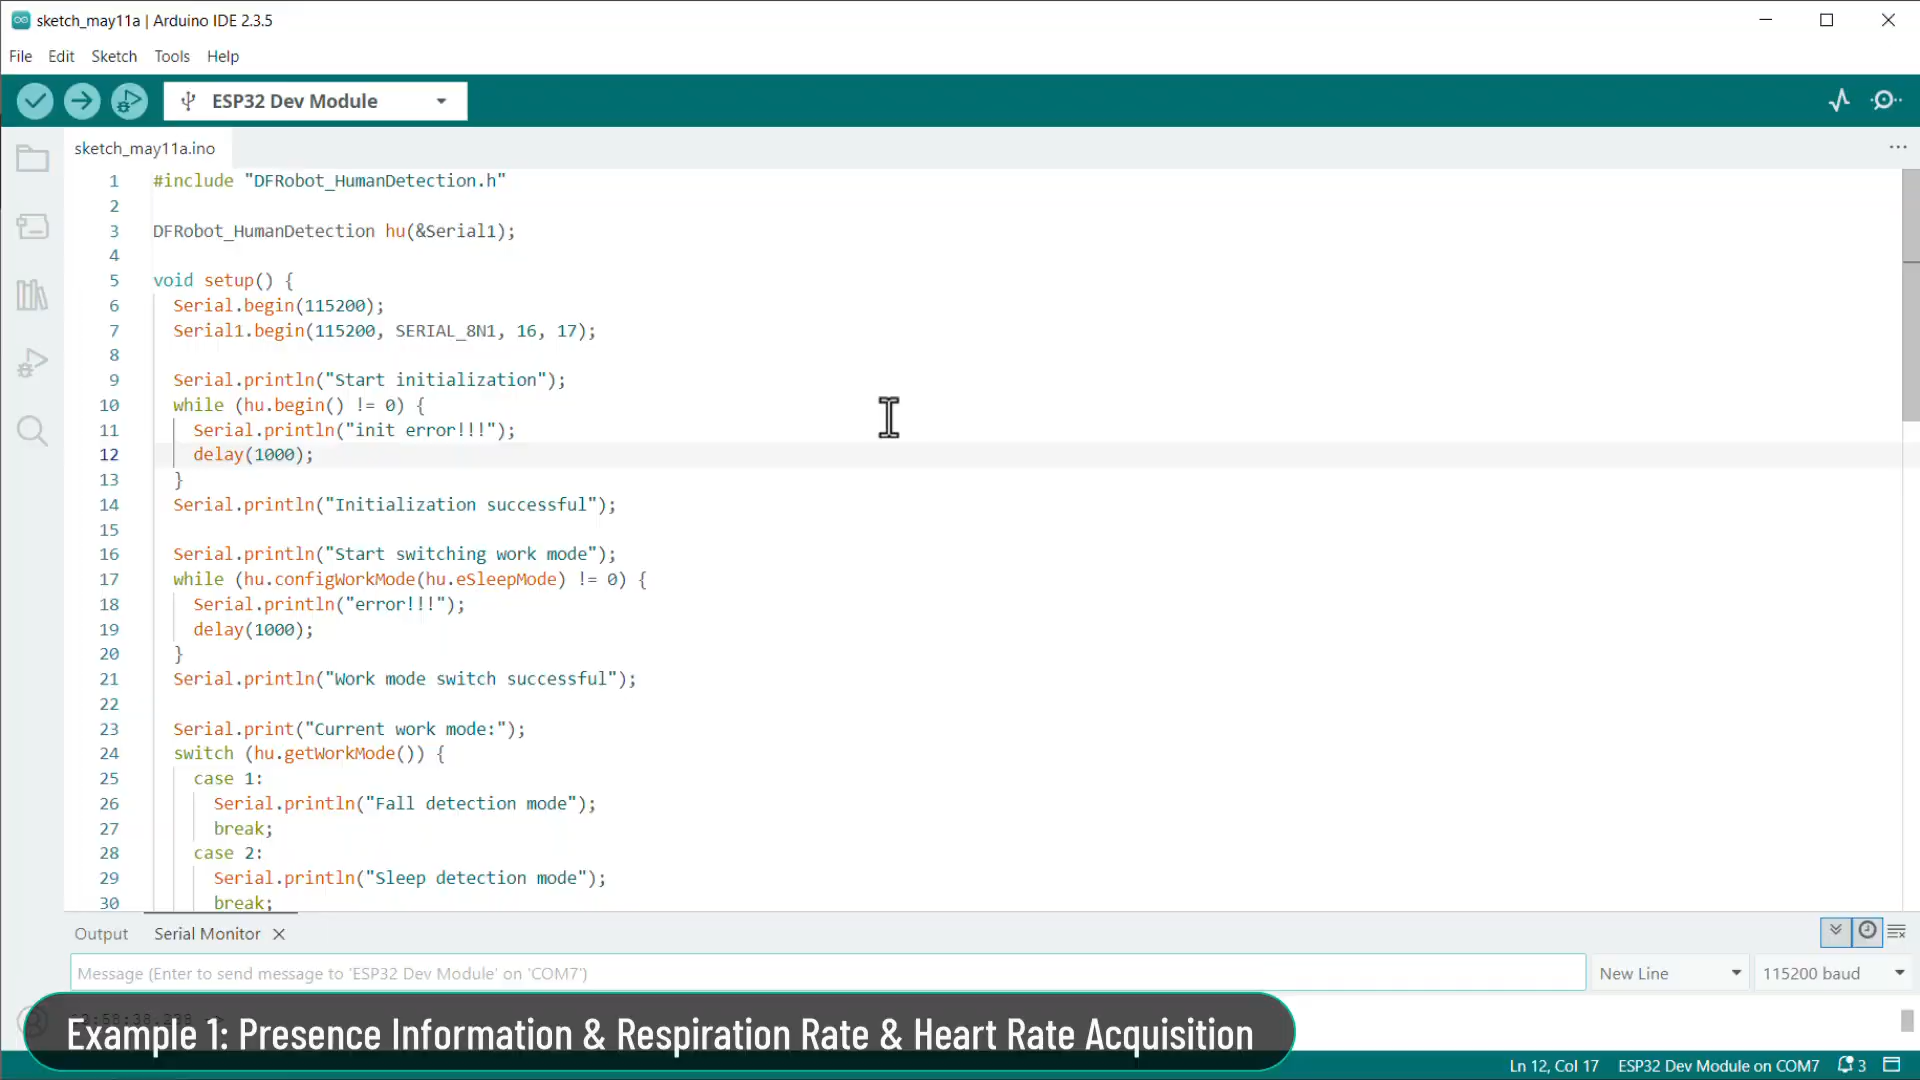 sketch_may11a | Arduino IDE 2.3.5
File Edit Sketch Tools Help
ESP32 Dev Module
sketch_may11a.ino
1 #include "DFRobot_HumanDetection.h"
2
3 DFRobot_HumanDetection hu(&Serial1);
4
5 void setup() {
6 Serial.begin(115200);
7 Serial1.begin(115200, SERIAL_8N1, 16, 17);
8
9 Serial.println("Start initialization");
10 while (hu.begin() != 0) {
11 Serial.println("init error!!!");
12 delay(1000);
13 }
14 Serial.println("Initialization successful");
15
16 Serial.println("Start switching work mode");
17 while (hu.configWorkMode(hu.eSleepMode) != 0) {
18 Serial.println("error!!!");
19 delay(1000);
20 }
21 Serial.println("Work mode switch successful");
22
23 Serial.print("Current work mode:");
24 switch (hu.getWorkMode()) {
25 case 1:
26 Serial.println("Fall detection mode");
27 break;
28 case 2:
29 Serial.println("Sleep detection mode");
30 break;
Output Serial Monitor
Message (Enter to send message to 'ESP32 Dev Module' on 'COM7') New Line 115200 baud
Example 1: Presence Information & Respiration Rate & Heart Rate Acquisition
Ln 12, Col 17 ESP32 Dev Module on COM7 3